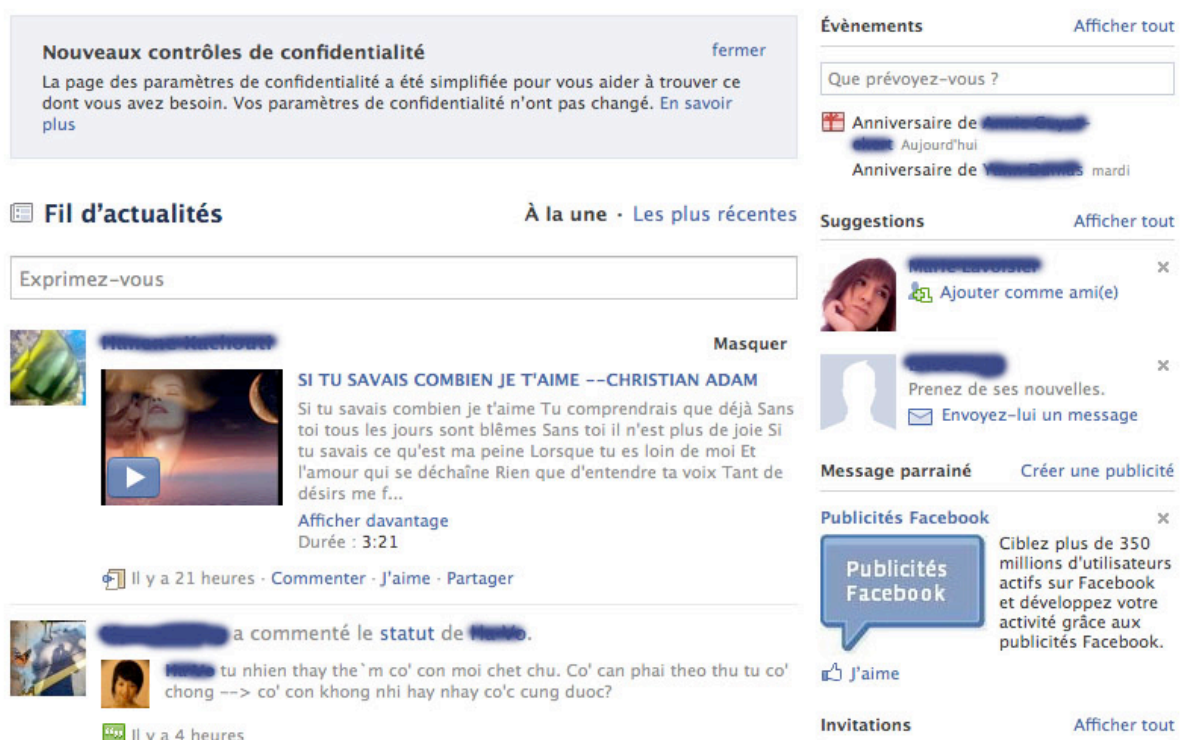 Nouveaux contrôles de confidentialité
fermer
La page des paramètres de confidentialité a été simplifiée pour vous aider à trouver ce
dont vous avez besoin. Vos paramètres de confidentialité n'ont pas changé. En savoir
plus
Fil d'actualités
À la une · Les plus récentes
Exprimez-vous
Masquer
SI TU SAVAIS COMBIEN JE T'AIME --CHRISTIAN ADAM
Si tu savais combien je t'aime Tu comprendrais que déjà Sans
toi tous les jours sont blêmes Sans toi il n'est plus de joie Si
tu savais ce qu'est ma peine Lorsque tu es loin de moi Et
l'amour qui se déchaîne Rien que d'entendre ta voix Tant de
désirs me f...
Afficher davantage
Durée : 3:21
Il y a 21 heures · Commenter · J'aime · Partager
a commenté le statut de
tu nhien thay the`m co' con moi chet chu. Co' can phai theo thu tu co'
chong --> co' con khong nhi hay nhay co'c cung duoc?
Il y a 4 heures
Évènements
Afficher tout
Que prévoyez-vous ?
Anniversaire de
Aujourd'hui
Anniversaire de mardi
Suggestions
Afficher tout
Ajouter comme ami(e)
Prenez de ses nouvelles.
Envoyez-lui un message
Message parrainé
Créer une publicité
Publicités Facebook
Publicités
Facebook
Ciblez plus de 350
millions d'utilisateurs
actifs sur Facebook
et développez votre
activité grâce aux
publicités Facebook.
J'aime
Invitations
Afficher tout